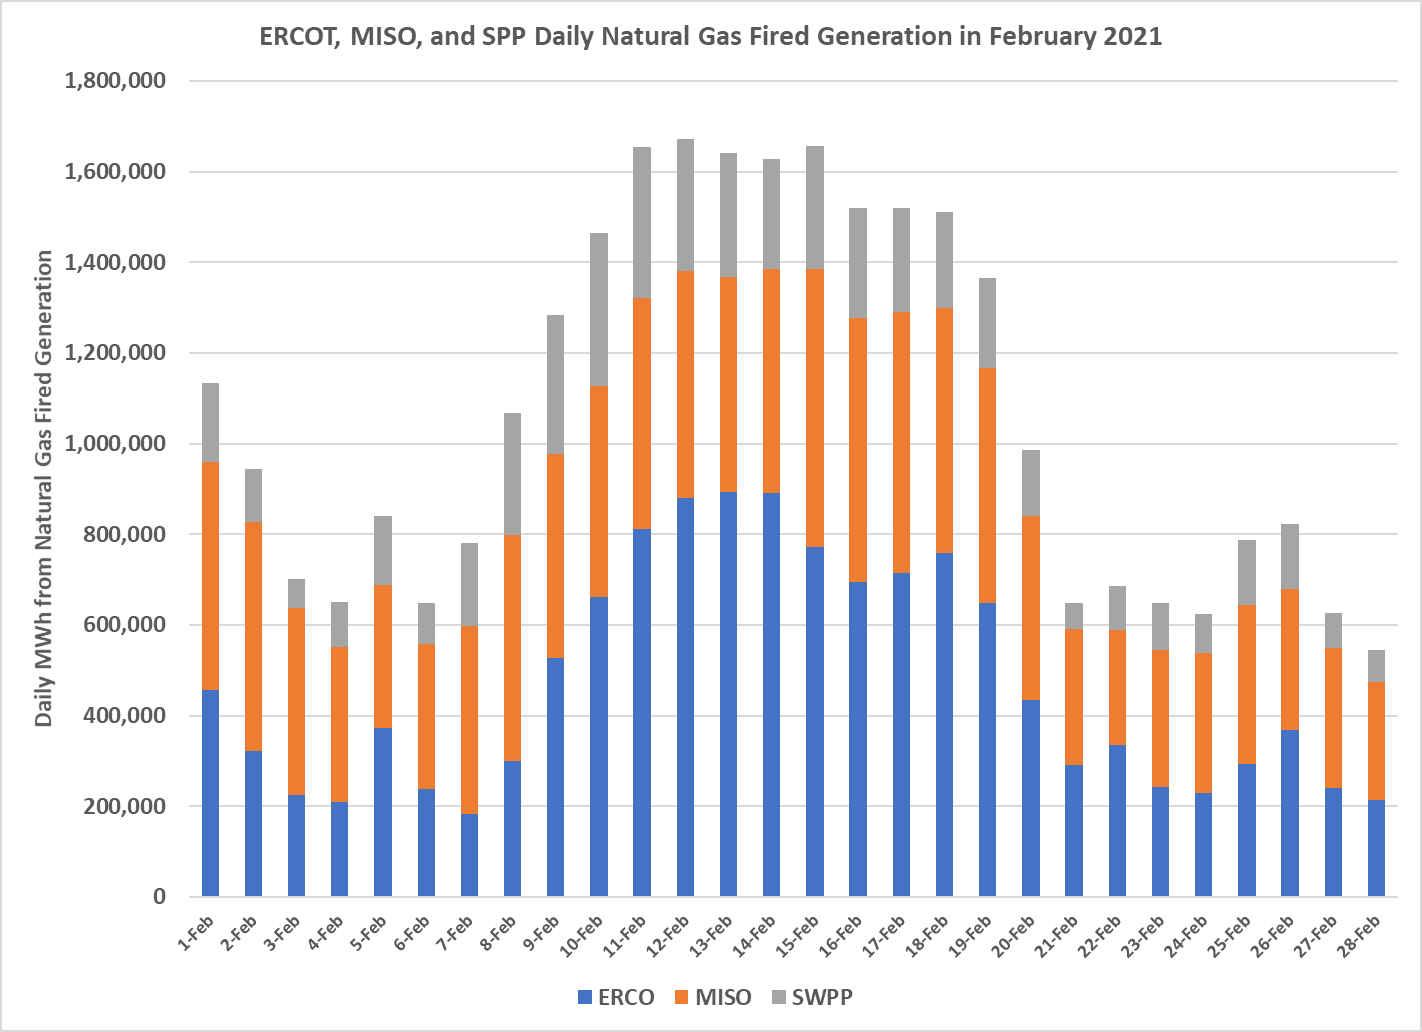 ERCOT, MISO, and SPP Daily Natural Gas Fired Generation in February 2021
Daily MWh from Natural Gas Fired Generation
1,800,000
1,600,000
1,400,000
1,200,000
1,000,000
800,000
600,000
400,000
200,000
0
1-Feb
2-Feb
3-Feb
4-Feb
5-Feb
6-Feb
7-Feb
8-Feb
9-Feb
10-Feb
11-Feb
12-Feb
13-Feb
14-Feb
15-Feb
16-Feb
17-Feb
18-Feb
19-Feb
20-Feb
21-Feb
22-Feb
23-Feb
24-Feb
25-Feb
26-Feb
27-Feb
28-Feb
ERCO MISO SWPP